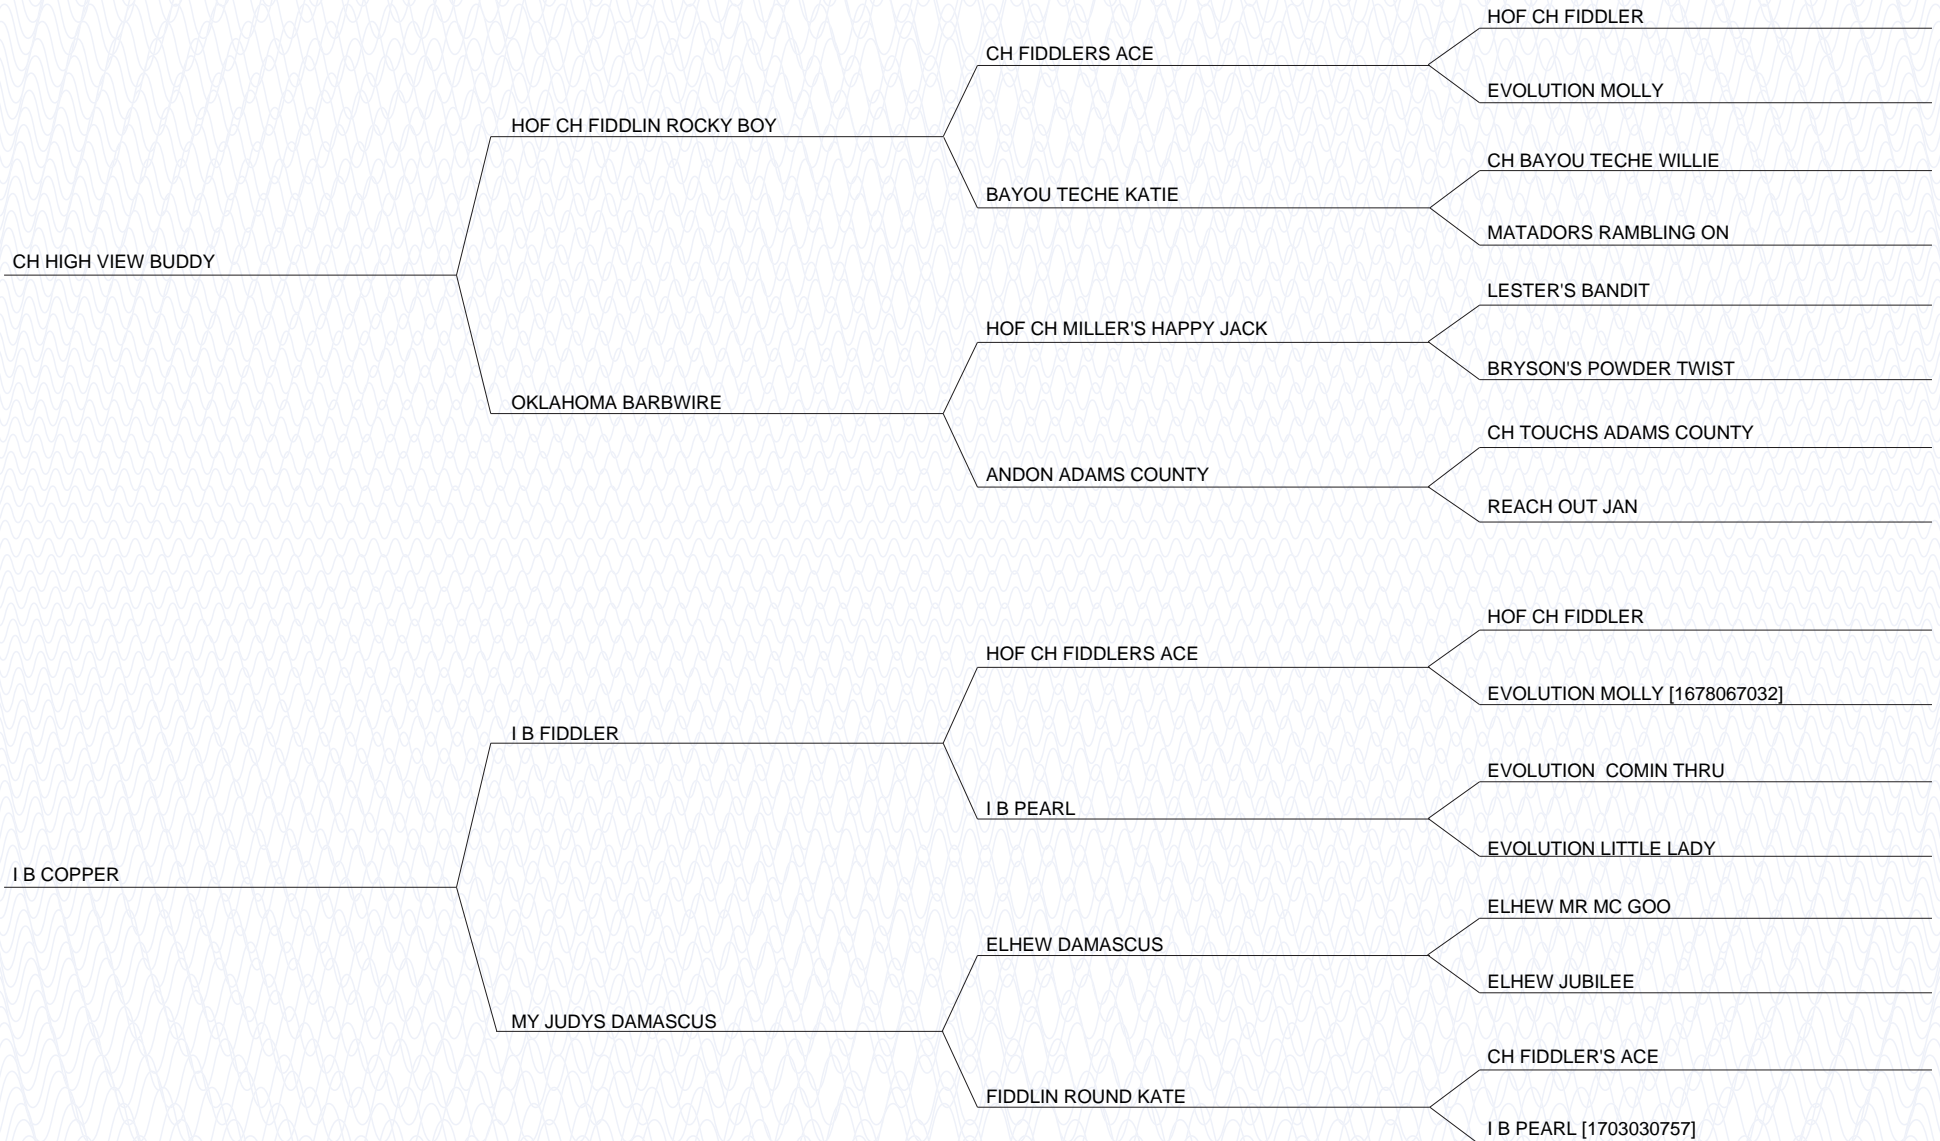 HOF CH FIDDLER
CH FIDDLERS ACE
EVOLUTION MOLLY
HOF CH FIDDLIN ROCKY BOY
CH BAYOU TECHE WILLIE
BAYOU TECHE KATIE
MATADORS RAMBLING ON
CH HIGH VIEW BUDDY
LESTER'S BANDIT
HOF CH MILLER'S HAPPY JACK
BRYSON'S POWDER TWIST
OKLAHOMA BARBWIRE
CH TOUCHS ADAMS COUNTY
ANDON ADAMS COUNTY
REACH OUT JAN
HOF CH FIDDLER
HOF CH FIDDLERS ACE
EVOLUTION MOLLY [1678067032]
I B FIDDLER
EVOLUTION  COMIN THRU
I B PEARL
EVOLUTION LITTLE LADY
I B COPPER
ELHEW MR MC GOO
ELHEW DAMASCUS
ELHEW JUBILEE
MY JUDYS DAMASCUS
CH FIDDLER'S ACE
FIDDLIN ROUND KATE
I B PEARL [1703030757]